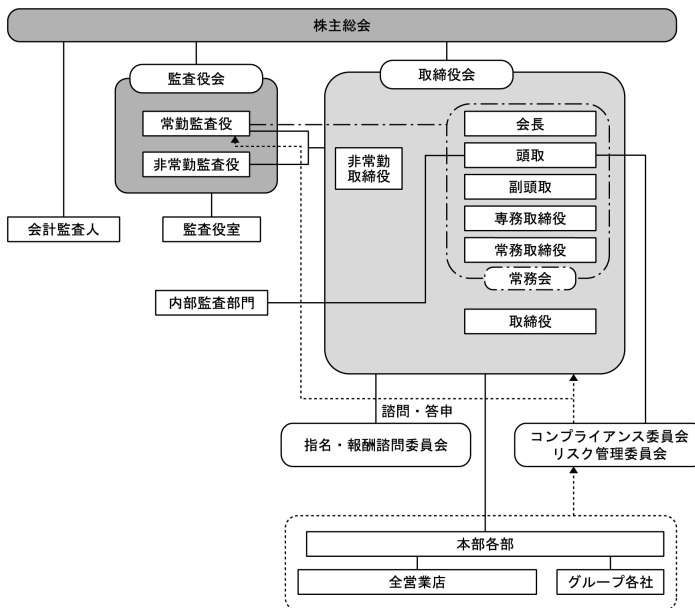 株主総会
監査役会
取締役会
常勤監査役
非常勤監査役
会長
頭取
非常勤
取締役
副頭取
専務取締役
常務取締役
常務会
会計監査人
監査役室
内部監査部門
取締役
諮問・答申
指名・報酬諮問委員会
コンプライアンス委員会
リスク管理委員会
本部各部
全営業店
グループ各社